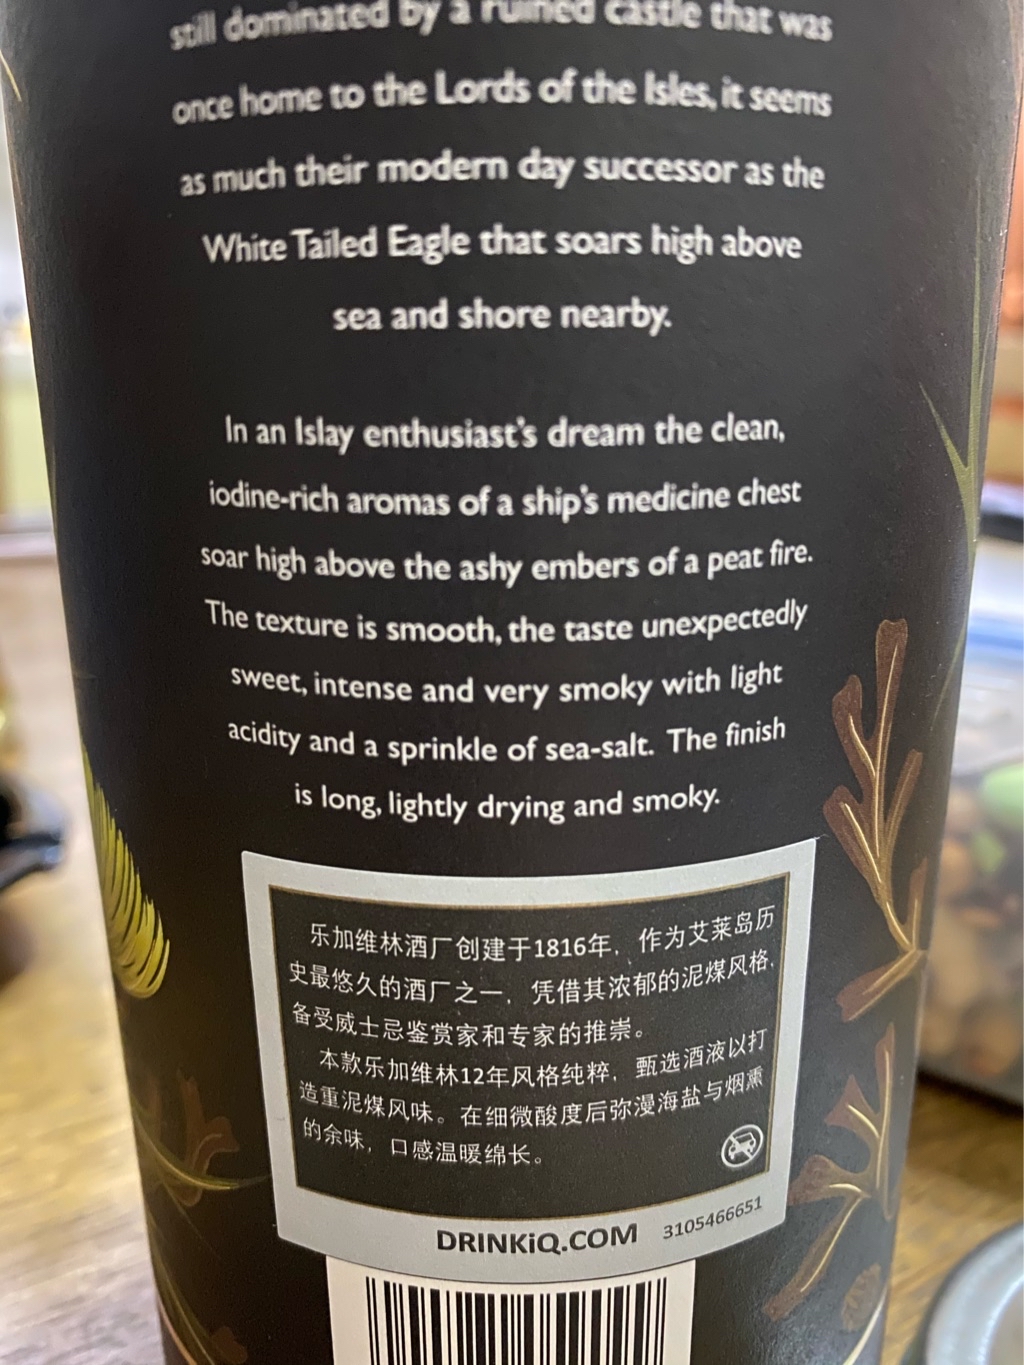 still dominated by a ruined castle that was
once home to the Lords of the Isles, it seems
as much their modern day successor as the
White Tailed Eagle that soars high above
sea and shore nearby.
In an Islay enthusiast's dream the clean,
iodine-rich aromas of a ship's medicine chest
soar high above the ashy embers of a peat fire.
The texture is smooth, the taste unexpectedly
sweet, intense and very smoky with light
acidity and a sprinkle of sea-salt. The finish
is long, lightly drying and smoky.
乐加维林酒厂创建于1816年，作为艾莱岛历
史最悠久的酒厂之一，凭借其浓郁的泥煤风格，
备受威士忌鉴赏家和专家的推崇。
本款乐加维林12年风格纯粹，甄选酒液以打
造重泥煤风味。在细微酸度后弥漫海盐与烟熏
的余味，口感温暖绵长。
DRINKiQ.COM 3105466651